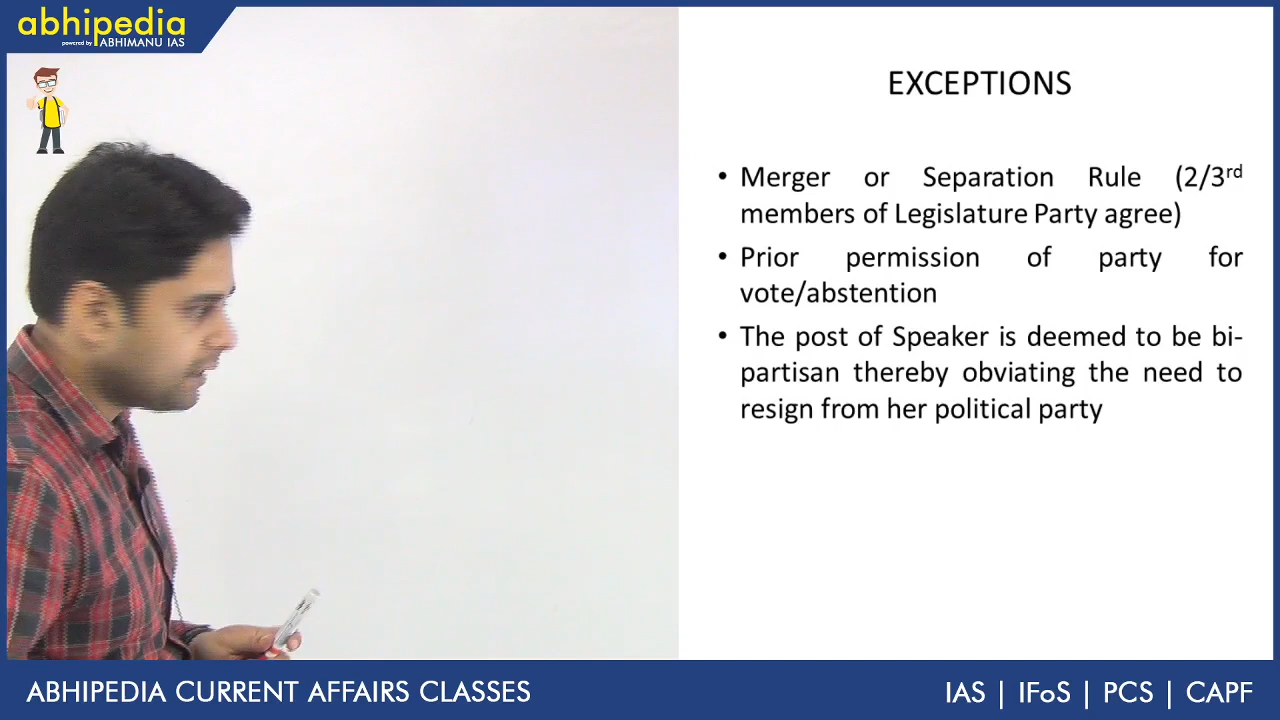 abhipedia
powered by ABHIMANU IAS
EXCEPTIONS
• Merger or Separation Rule (2/3rd
members of Legislature Party agree)
• Prior permission of party for
vote/abstention
• The post of Speaker is deemed to be bi-
partisan thereby obviating the need to
resign from her political party
ABHIPEDIA CURRENT AFFAIRS CLASSES
IAS | IFoS | PCS | CAPF